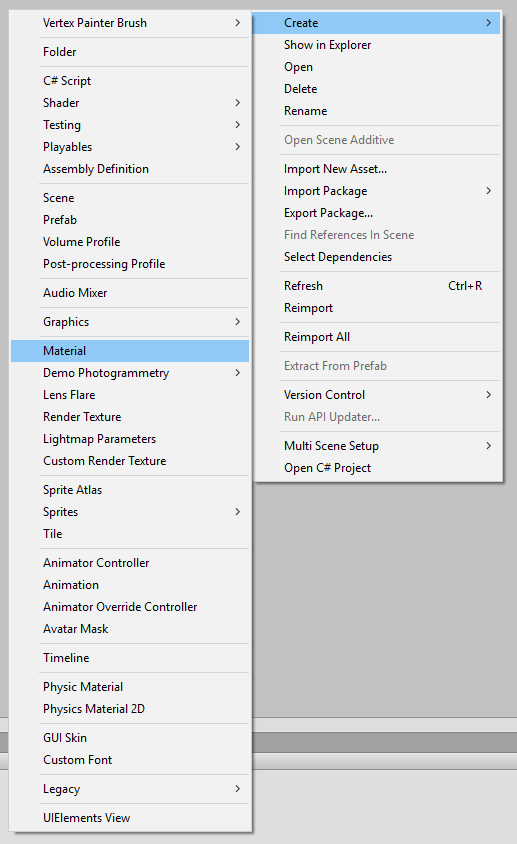 Vertex Painter Brush
Folder
C# Script
Shader
Testing
Playables
Assembly Definition
Scene
Prefab
Volume Profile
Post-processing Profile
Audio Mixer
Graphics
Material
Demo Photogrammetry
Lens Flare
Render Texture
Lightmap Parameters
Custom Render Texture
Sprite Atlas
Sprites
Tile
Animator Controller
Animation
Animator Override Controller
Avatar Mask
Timeline
Physic Material
Physics Material 2D
GUI Skin
Custom Font
Legacy
UIElements View
Create
Show in Explorer
Open
Delete
Rename
Open Scene Additive
Import New Asset...
Import Package
Export Package...
Find References In Scene
Select Dependencies
Refresh Ctrl+R
Reimport
Reimport All
Extract From Prefab
Version Control
Run API Updater...
Multi Scene Setup
Open C# Project